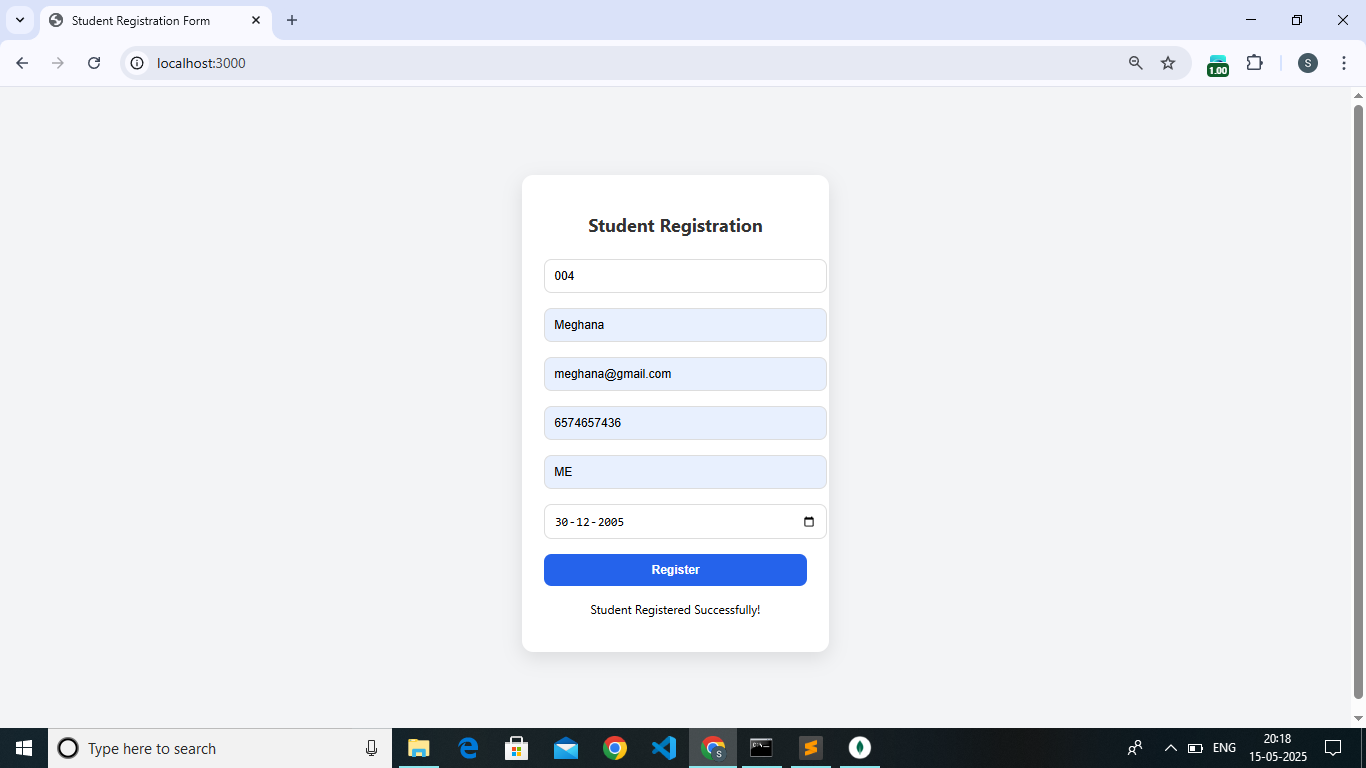 Student Registration Form
localhost:3000
1.00
S
Student Registration
004
Meghana
meghana@gmail.com
6574657436
ME
30-12-2005
Register
Student Registered Successfully!
Type here to search
S
ENG
20:18
15-05-2025